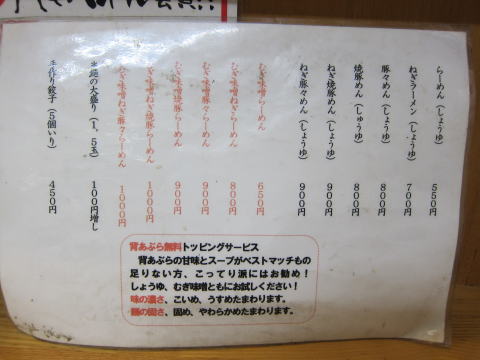 らーめん（しょうゆ） 550円
ねぎラーメン（しょうゆ） 700円
豚々めん（しょうゆ） 800円
焼豚めん（しょうゆ） 800円
ねぎ焼豚めん（しょうゆ） 900円
ねぎ豚々めん（しょうゆ） 900円
むぎ味噌らーめん 650円
むぎ味噌ねぎらーめん 800円
むぎ味噌豚々らーめん 900円
むぎ味噌焼豚らーめん 900円
むぎ味噌ねぎ焼豚らーめん 1000円
むぎ味噌ねぎ豚々らーめん 1000円
の大盛り（1，5玉） 100円増し
手作り餃子（5個いり） 450円
背あぶら無料トッピングサービス
背あぶらの甘味とスープがベストマッチもの
足りない方、こってり派にはお勧め！
しょうゆ、むぎ味噌ともにお試しください！
味の濃さ、こいめ、うすめたまわります。
麺の固さ、固め、やわらかめたまわります。